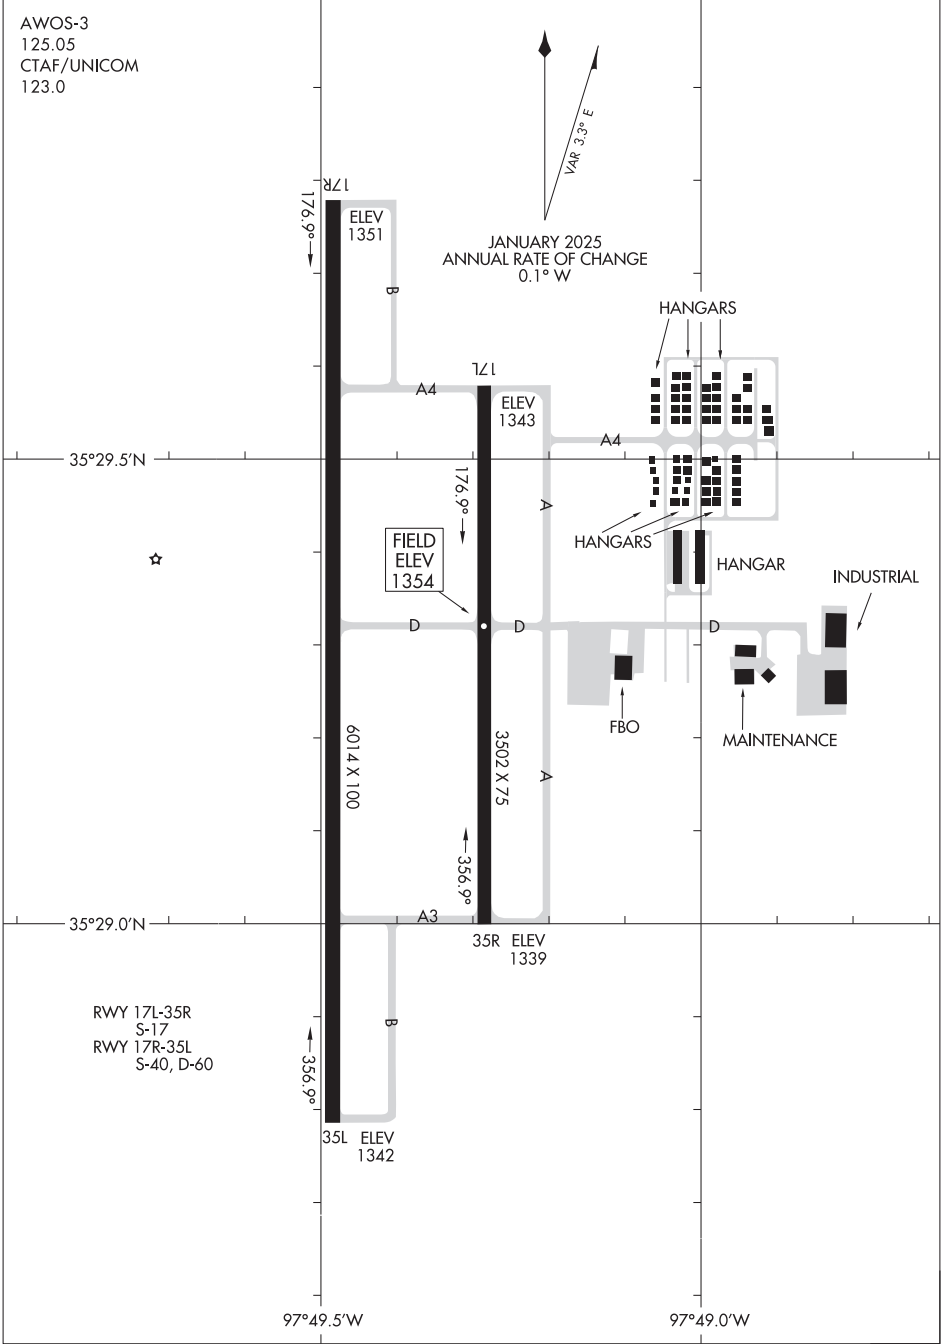 AWOS-3
125.05
CTAF/UNICOM
123.0
VAR 3.3° E
JANUARY 2025
ANNUAL RATE OF CHANGE
0.1° W
17R
176.9°
ELEV
1351
B
HANGARS
17L
A4
ELEV
1343
A4
35°29.5'N
176.9°
A
FIELD
ELEV
1354
HANGARS
HANGAR
INDUSTRIAL
D
D
D
FBO
MAINTENANCE
6014 X 100
3502 X 75
A
356.9°
A3
35°29.0'N
35R ELEV
1339
RWY 17L-35R
S-17
RWY 17R-35L
S-40, D-60
B
356.9°
35L ELEV
1342
97°49.5'W
97°49.0'W